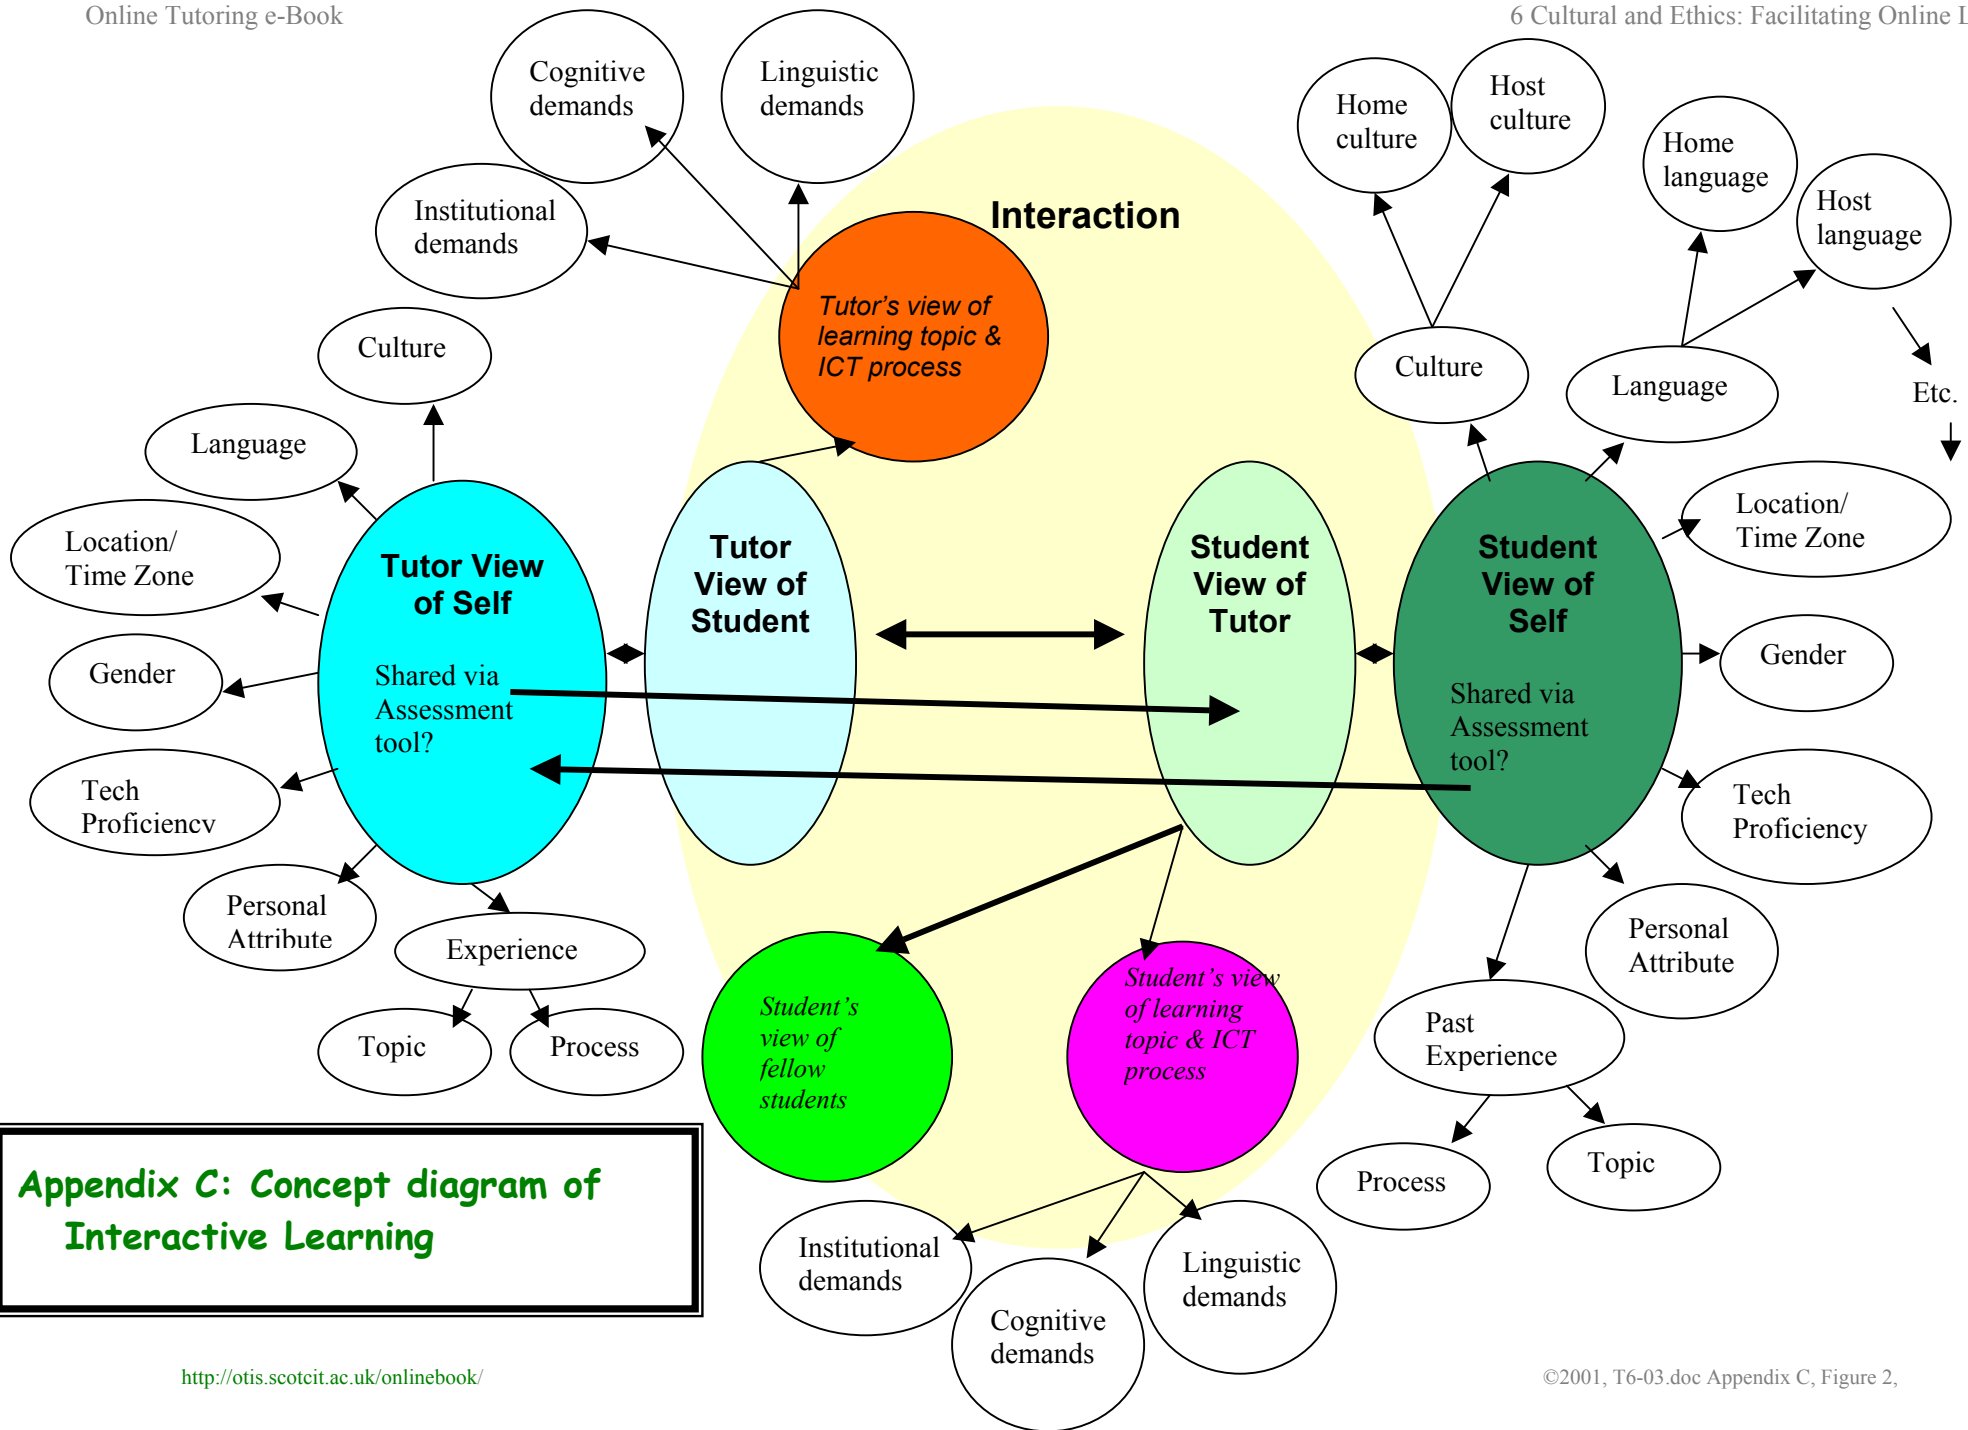 Online Tutoring e-Book
6 Cultural and Ethics: Facilitating Online L
Cognitive
demands
Linguistic
demands
Institutional
demands
Interaction
Home
culture
Host
culture
Home
language
Host
language
Tutor's view of
learning topic &
ICT process
Culture
Culture
Language
Etc.
Language
Location/
Time Zone
Tutor View
of Self
Shared via
Assessment
tool?
Tutor
View of
Student
Student
View of
Tutor
Student
View of
Self
Shared via
Assessment
tool?
Location/
Time Zone
Gender
Gender
Tech
Proficiency
Tech
Proficiency
Personal
Attribute
Personal
Attribute
Experience
Topic
Process
Student's
view of
fellow
students
Student's view
of learning
topic & ICT
process
Past
Experience
Process
Topic
Appendix C: Concept diagram of
Interactive Learning
Institutional
demands
Cognitive
demands
Linguistic
demands
http://otis.scotcit.ac.uk/onlinebook/
©2001, T6-03.doc Appendix C, Figure 2,